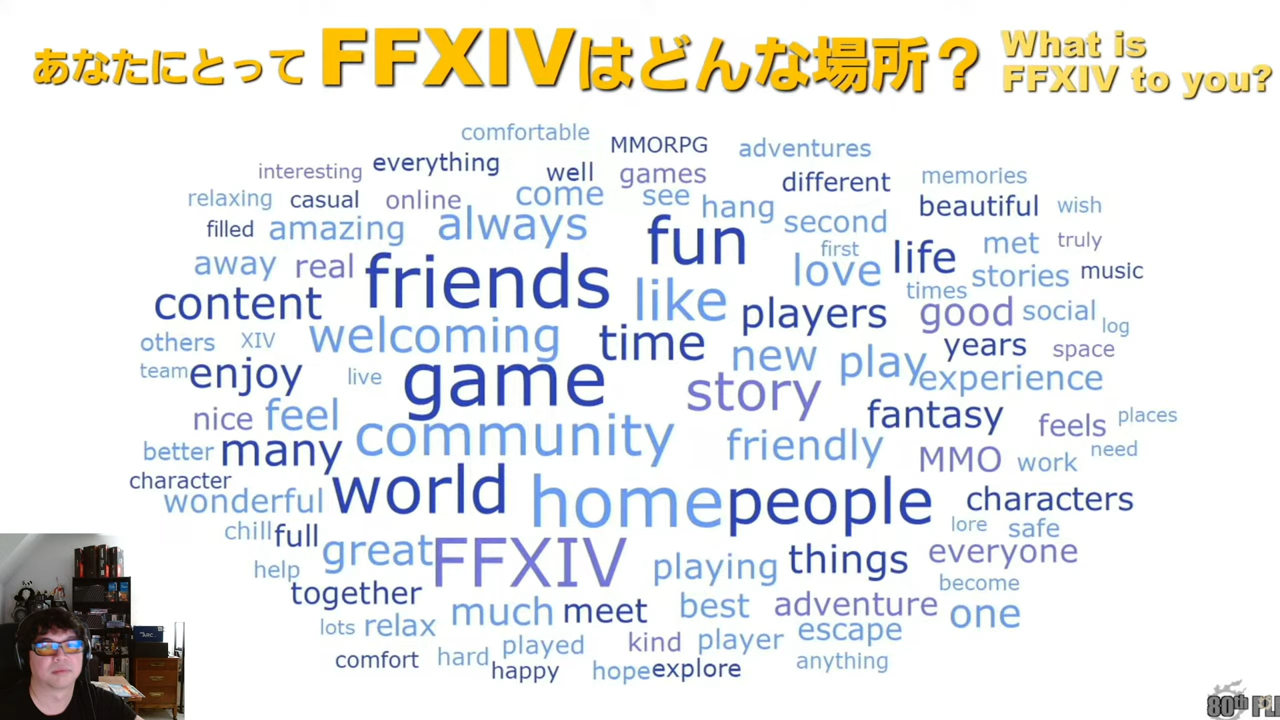 あなたにとって FFXIVはどんな場所？
What is
FFXIV to you?
comfortable MMORPG adventures
interesting everything well games different memories
relaxing casual online come see hang second beautiful wish
filled amazing always fun first life met truly
away real friends like love times stories music
content welcoming time players good social log
others XIV new play years space
team enjoy live game story experience
nice feel community friendly fantasy feels places
better many MMO work need
character wonderful world home people characters
chill full great FFXIV playing things lore safe everyone
help together much meet best adventure become one
lots relax played kind player escape
comfort hard happy hope explore anything
80th PLL